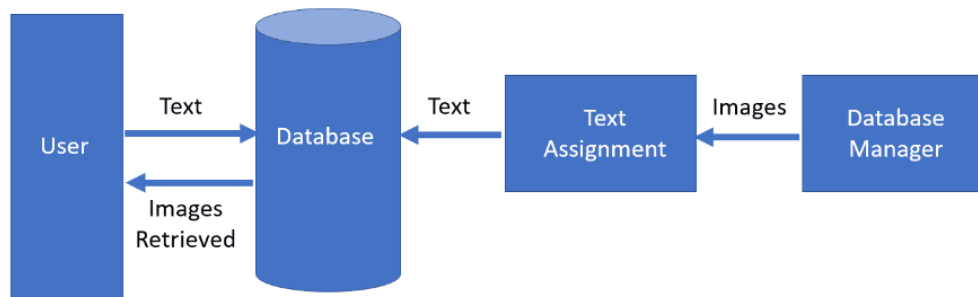 User
Text
Images
Retrieved
Database
Text
Text
Assignment
Images
Database
Manager